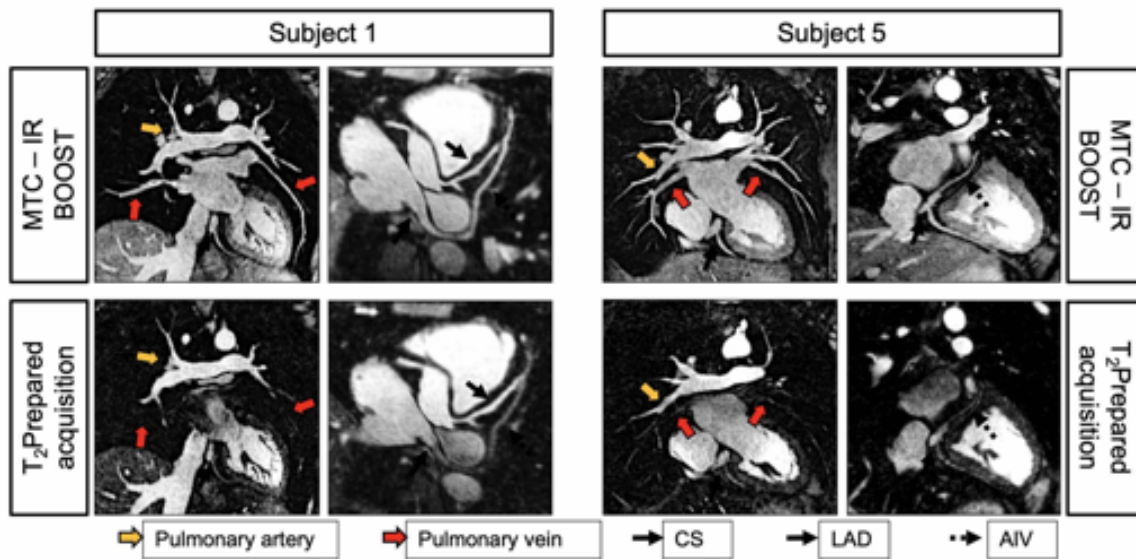 Subject 1
Subject 5
MTC – IR
BOOST
MTC – IR
BOOST
T₂Prepared
acquisition
T₂Prepared
acquisition
Pulmonary artery
Pulmonary vein
CS
LAD
AIV